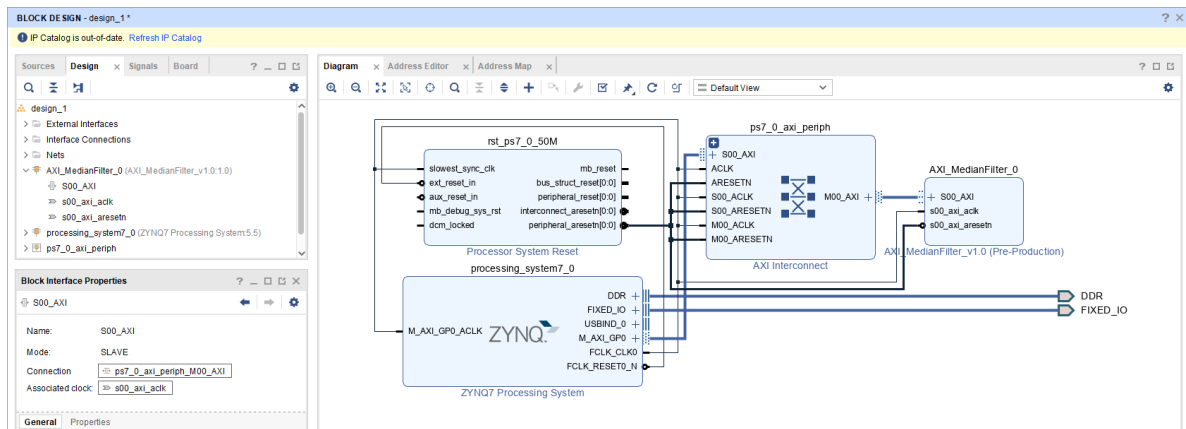 BLOCK DESIGN - design_1 *
IP Catalog is out-of-date. Refresh IP Catalog
Sources Design Signals Board
design_1
External Interfaces
Interface Connections
Nets
AXI_MedianFilter_0 (AXI_MedianFilter_v1.0:1.0)
S00_AXI
s00_axi_aclk
s00_axi_aresetn
processing_system7_0 (ZYNQ7 Processing System:5.5)
ps7_0_axi_periph
Block Interface Properties
S00_AXI
Name: S00_AXI
Mode: SLAVE
Connection ps7_0_axi_periph_M00_AXI
Associated clock: s00_axi_aclk
General Properties
Diagram Address Editor Address Map
Default View
rst_ps7_0_50M
slowest_sync_clk mb_reset
ext_reset_in bus_struct_reset[0:0]
aux_reset_in peripheral_reset[0:0]
mb_debug_sys_rst interconnect_aresetn[0:0]
dcm_locked peripheral_aresetn[0:0]
Processor System Reset
ps7_0_axi_periph
S00_AXI
ACLK
ARESETN
S00_ACLK M00_AXI
S00_ARESETN
M00_ACLK
M00_ARESETN
AXI Interconnect
AXI_MedianFilter_0
S00_AXI
s00_axi_aclk
s00_axi_aresetn
AXI_MedianFilter_v1.0 (Pre-Production)
processing_system7_0
DDR
FIXED_IO
USBIND_0
M_AXI_GP0_ACLK ZYNQ M_AXI_GP0
FCLK_CLK0
FCLK_RESET0_N
ZYNQ7 Processing System
DDR
FIXED_IO